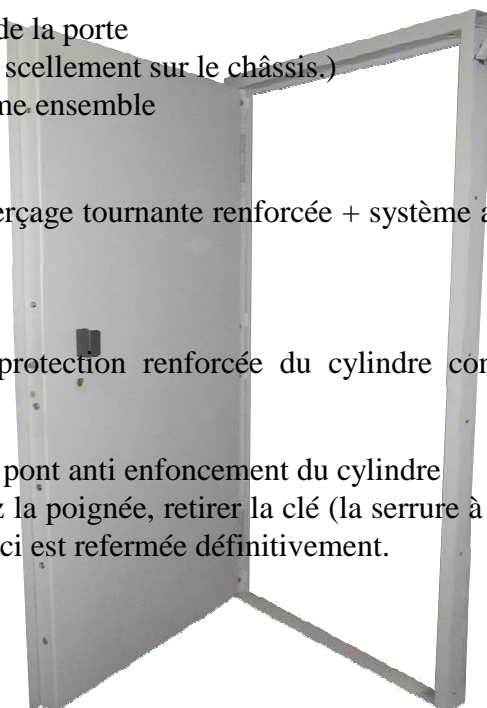 de la porte
scellement sur le châssis.)
me ensemble
erçage tournante renforcée + système a
protection renforcée du cylindre con
pont anti enfoncement du cylindre
z la poignée, retirer la clé (la serrure à
ci est refermée définitivement.